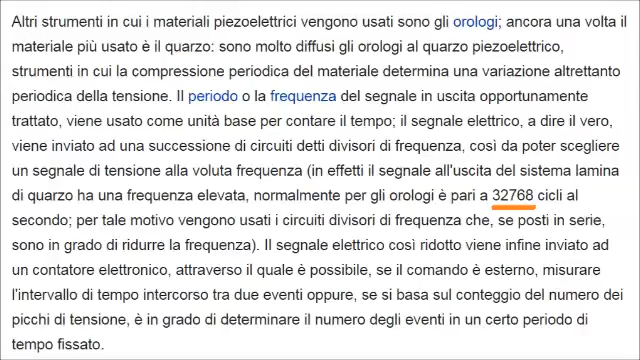 Altri strumenti in cui i materiali piezoelettrici vengono usati sono gli orologi; ancora una volta il
materiale più usato è il quarzo: sono molto diffusi gli orologi al quarzo piezoelettrico,
strumenti in cui la compressione periodica del materiale determina una variazione altrettanto
periodica della tensione. Il periodo o la frequenza del segnale in uscita opportunamente
trattato, viene usato come unità base per contare il tempo; il segnale elettrico, a dire il vero,
viene inviato ad una successione di circuiti detti divisori di frequenza, così da poter scegliere
un segnale di tensione alla voluta frequenza (in effetti il segnale all'uscita del sistema lamina
di quarzo ha una frequenza elevata, normalmente per gli orologi è pari a 32768 cicli al
secondo; per tale motivo vengono usati i circuiti divisori di frequenza che, se posti in serie,
sono in grado di ridurre la frequenza). Il segnale elettrico così ridotto viene infine inviato ad
un contatore elettronico, attraverso il quale è possibile, se il comando è esterno, misurare
l'intervallo di tempo intercorso tra due eventi oppure, se si basa sul conteggio del numero dei
picchi di tensione, è in grado di determinare il numero degli eventi in un certo periodo di
tempo fissato.